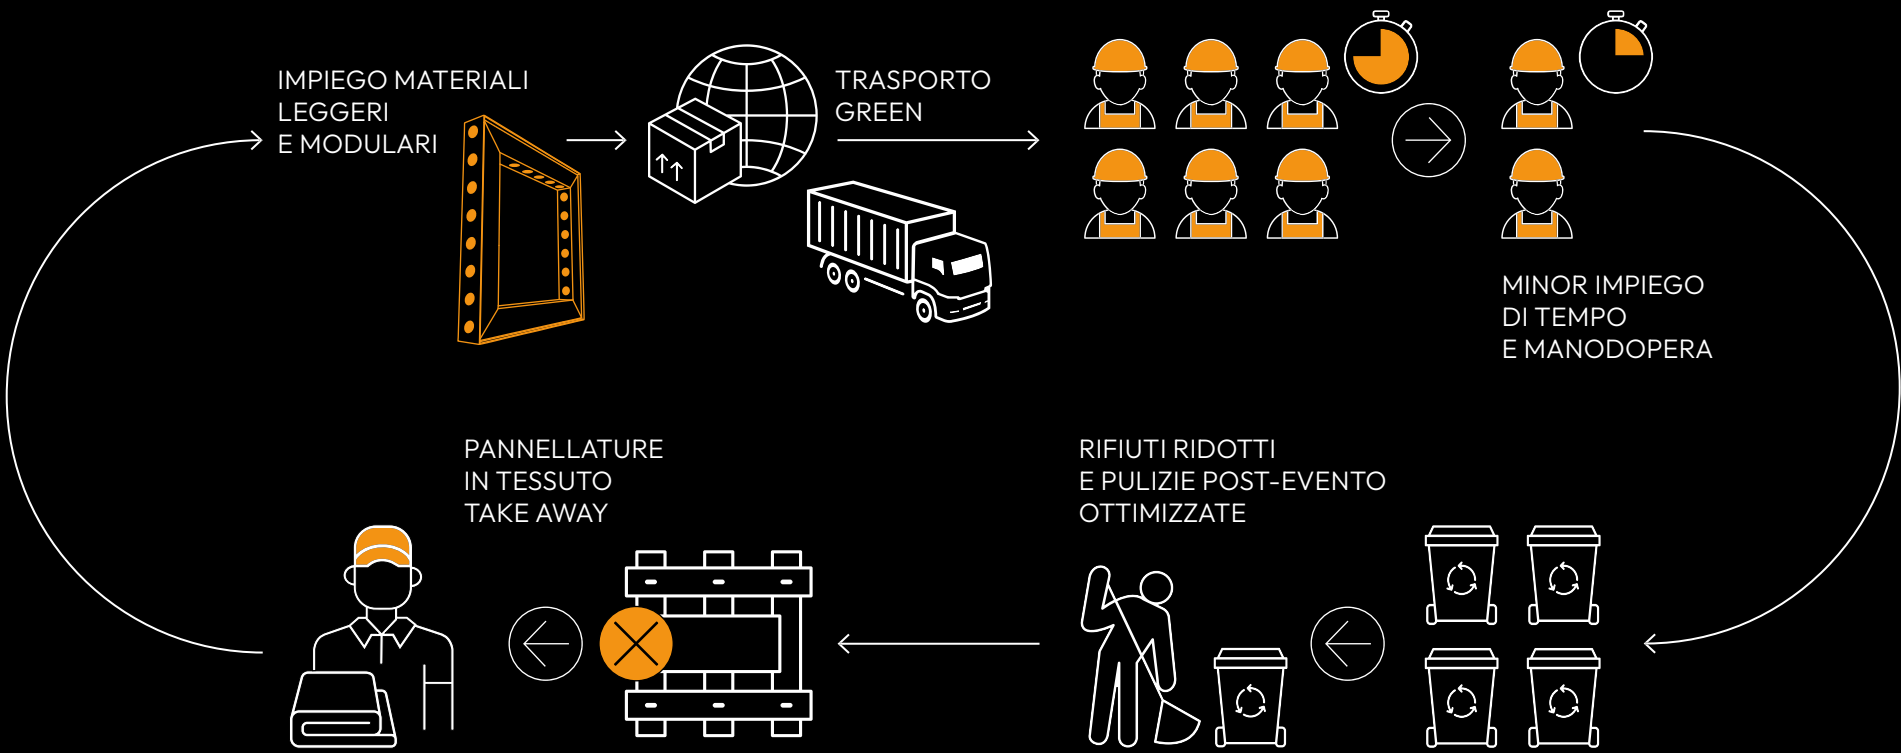 IMPIEGO MATERIALI
LEGGERI
E MODULARI
TRASPORTO
GREEN
MINOR IMPIEGO
DI TEMPO
E MANODOPERA
RIFIUTI RIDOTTI
E PULIZIE POST-EVENTO
OTTIMIZZATE
PANNELLATURE
IN TESSUTO
TAKE AWAY